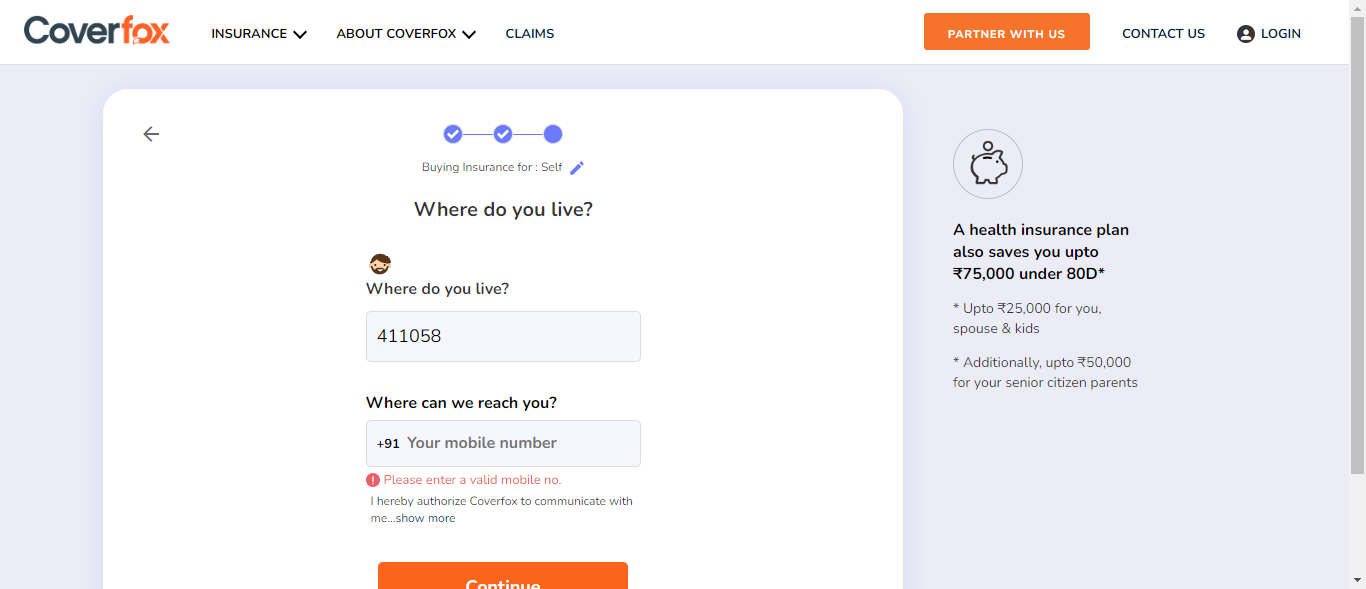 Coverfox
INSURANCE
ABOUT COVERFOX
CLAIMS
PARTNER WITH US
CONTACT US
LOGIN
Buying Insurance for : Self
Where do you live?
Where do you live?
411058
Where can we reach you?
+91 Your mobile number
Please enter a valid mobile no.
I hereby authorize Coverfox to communicate with
me...show more
Continue
A health insurance plan
also saves you upto
₹75,000 under 80D*
* Upto ₹25,000 for you,
spouse & kids
* Additionally, upto ₹50,000
for your senior citizen parents